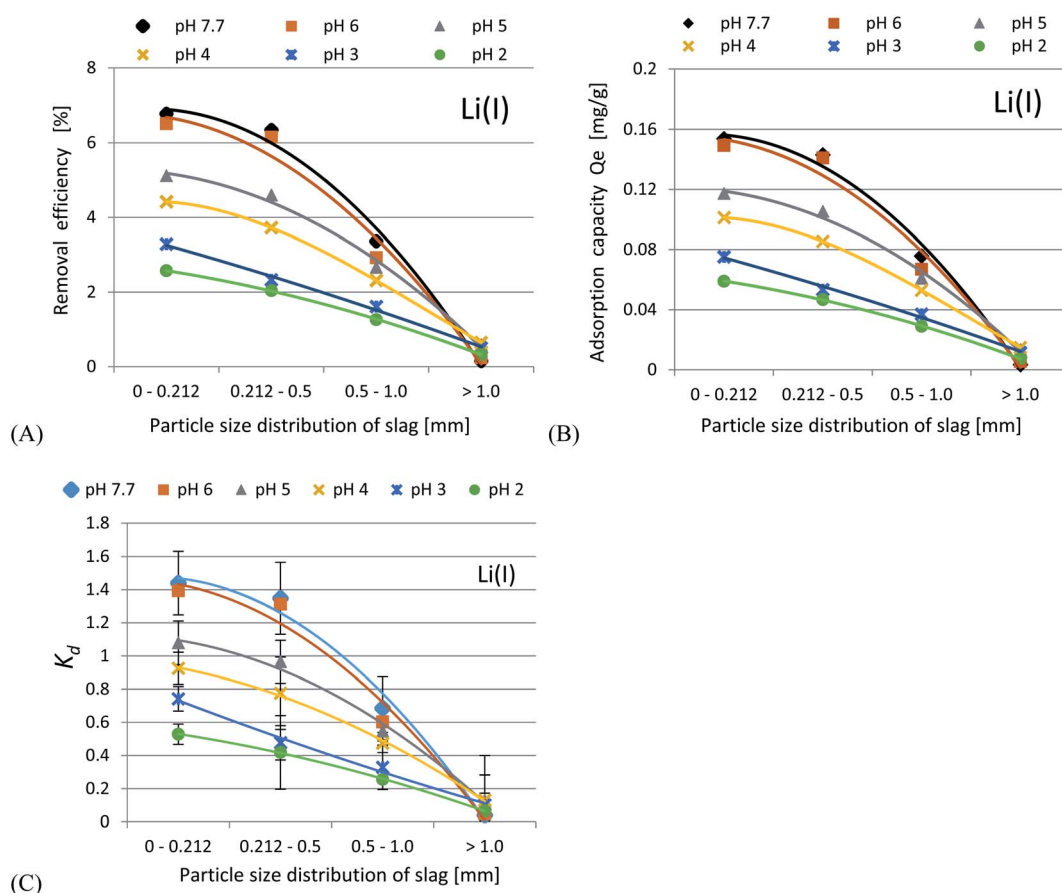 pH 7.7 pH 6 pH 5
pH 4 pH 3 pH 2
8
6
4
2
0
Removal efficiency [%]
Li(I)
0 - 0.212 0.212 - 0.5 0.5 - 1.0 > 1.0
Particle size distribution of slag [mm]
(A)
pH 7.7 pH 6 pH 5
pH 4 pH 3 pH 2
0.2
0.16
0.12
0.08
0.04
0
Adsorption capacity Qe [mg/g]
Li(I)
0 - 0.212 0.212 - 0.5 0.5 - 1.0 > 1.0
Particle size distribution of slag [mm]
(B)
pH 7.7 pH 6 pH 5 pH 4 pH 3 pH 2
1.8
1.6
1.4
1.2
1
0.8
0.6
0.4
0.2
0
Kd
Li(I)
0 - 0.212 0.212 - 0.5 0.5 - 1.0 > 1.0
Particle size distribution of slag [mm]
(C)